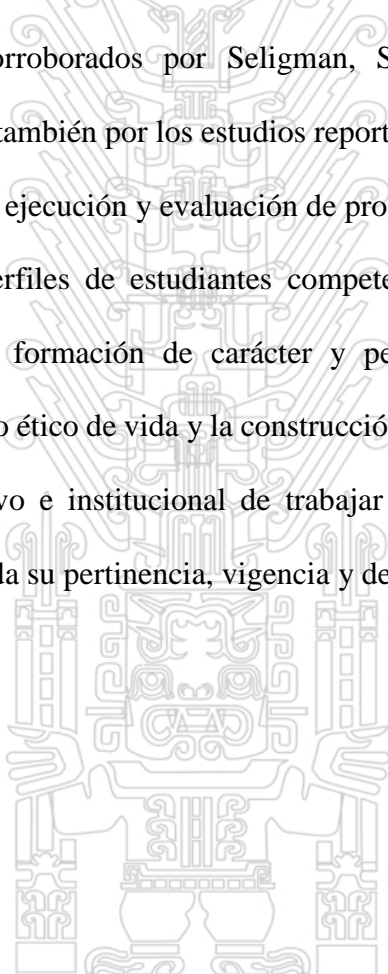 orroborados por Seligman, S
también por los estudios report
ejecución y evaluación de pro
erfiles de estudiantes compete
formación de carácter y pe
o ético de vida y la construcción
vo e institucional de trabajar
da su pertinencia, vigencia y de